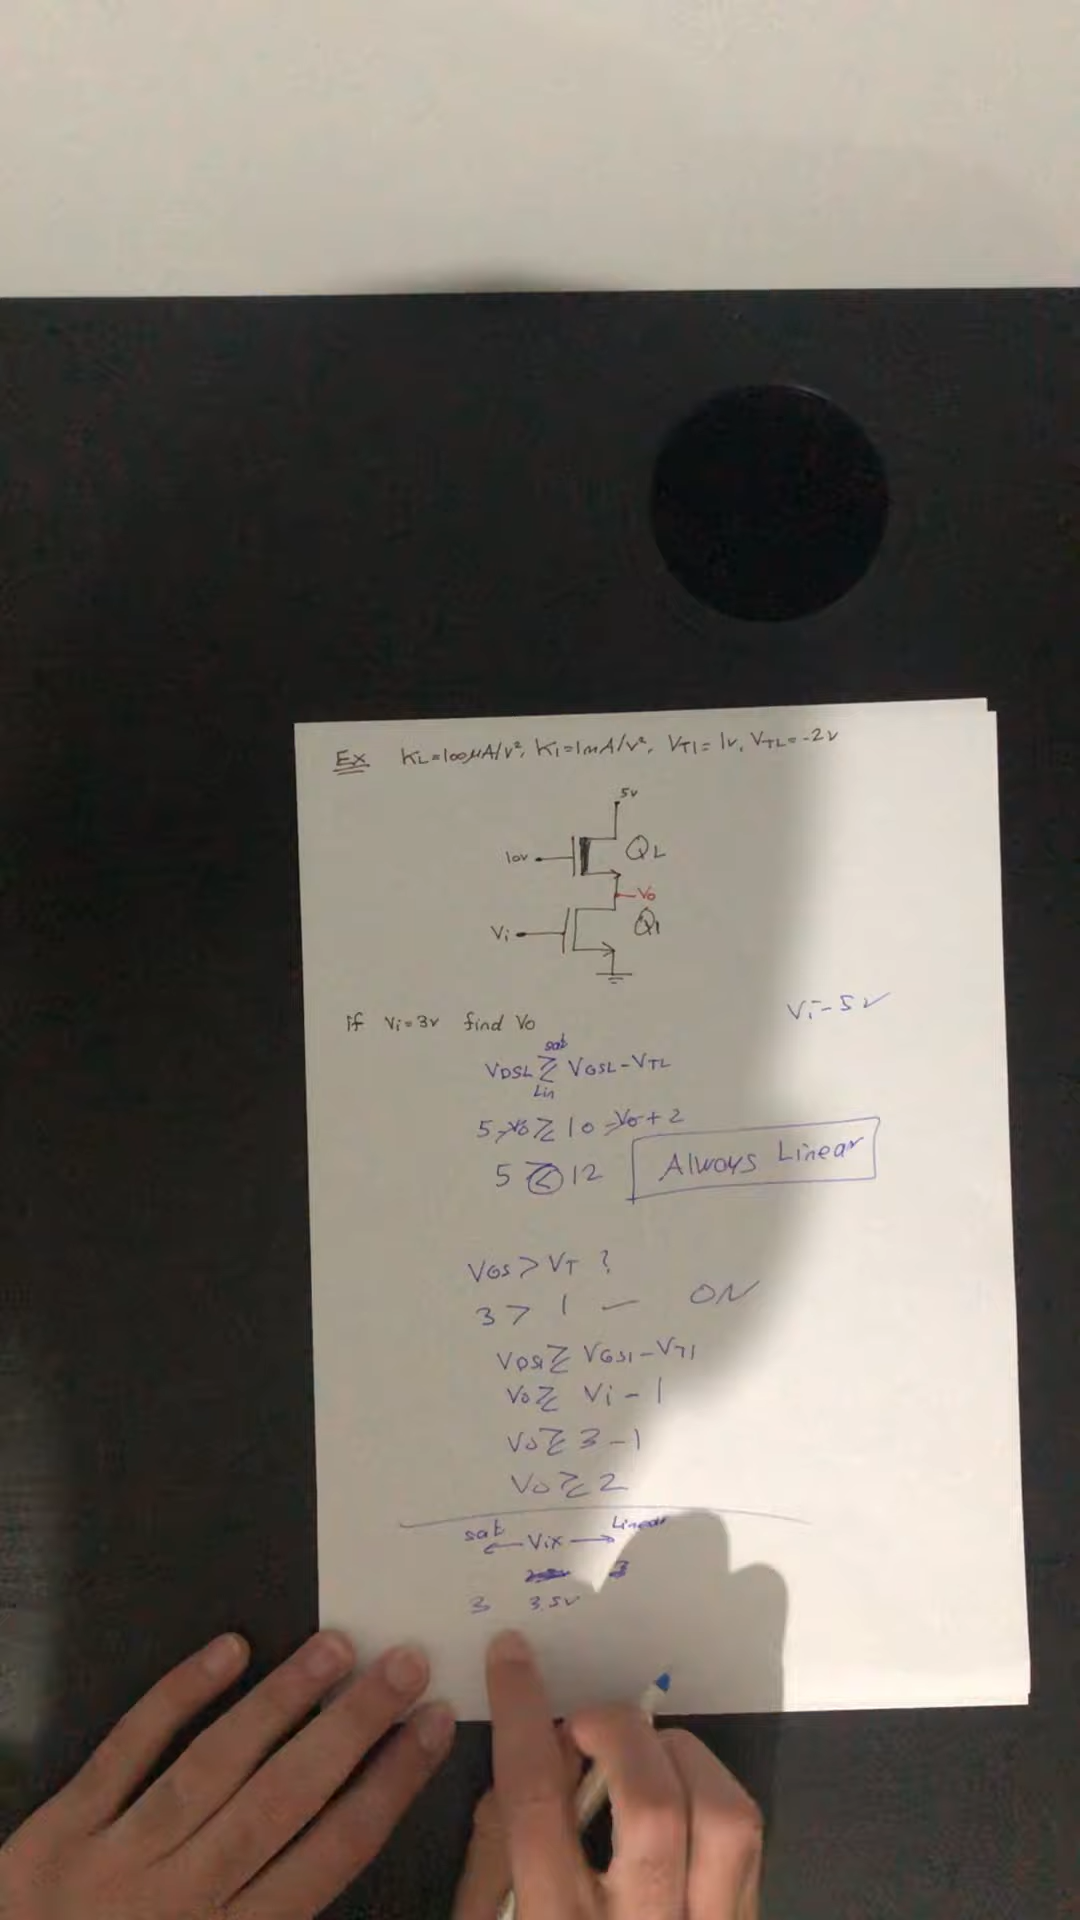 Ex KL=100μA/V², K1=1mA/V², VT1=1v, VTL=-2v
5v
10v QL
Vo
Vi Q1
if Vi=3v find Vo
Vi=5v
sat
VDSL ≷ VGSL-VTL
Lin
5-Vo ≷ 10-Vo+2
5 < 12 Always Linear
VGS > VT ?
3 > 1 ON
VDS1 ≷ VGS1-VT1
Vo ≷ Vi-1
Vo ≷ 3-1
Vo ≷ 2
sat ← Vix → Linear
3 3.5v